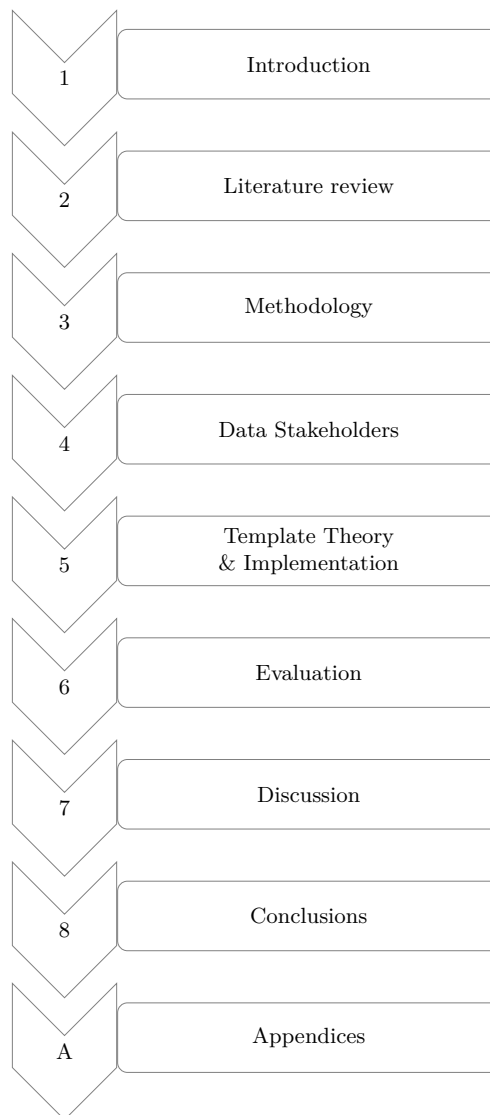 1
Introduction
2
Literature review
3
Methodology
4
Data Stakeholders
5
Template Theory
& Implementation
6
Evaluation
7
Discussion
8
Conclusions
A
Appendices